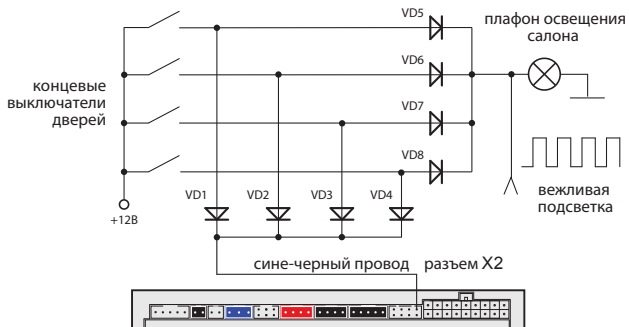 VD5
плафон освещения
салона
VD6
концевые
выключатели
дверей
VD7
VD8
VD1
VD2
VD3
VD4
+12В
вежливая
подсветка
сине-черный провод
разъем X2